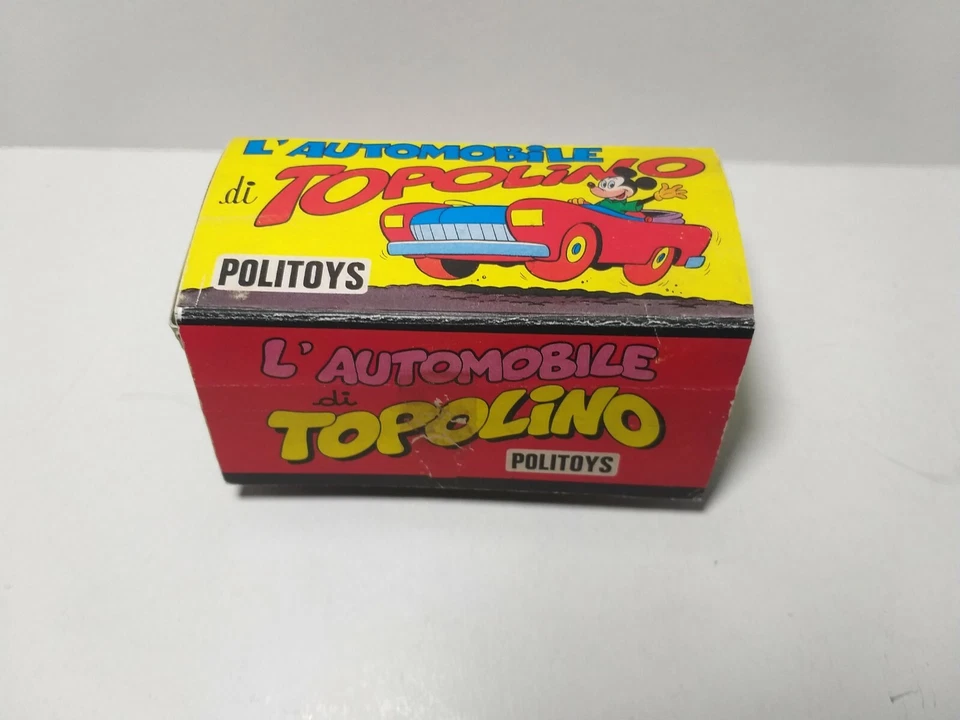 L'AUTOMOBiLE
di TOPOLiNO
POLITOYS
L'AUTOMOBILE
di
TOPOLiNO
POLITOYS